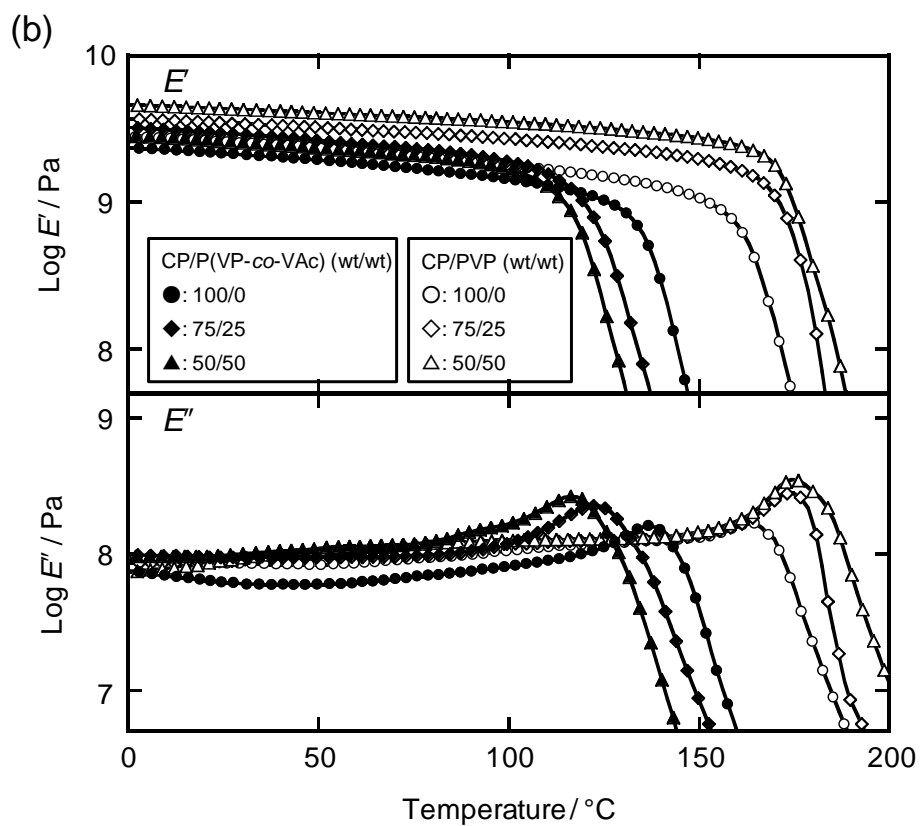 (b)
10
E′
9
Log E′ / Pa
CP/P(VP-co-VAc) (wt/wt)
●: 100/0
◆: 75/25
▲: 50/50
CP/PVP (wt/wt)
○: 100/0
◇: 75/25
△: 50/50
8
9
E″
8
Log E″ / Pa
7
0 50 100 150 200
Temperature / °C